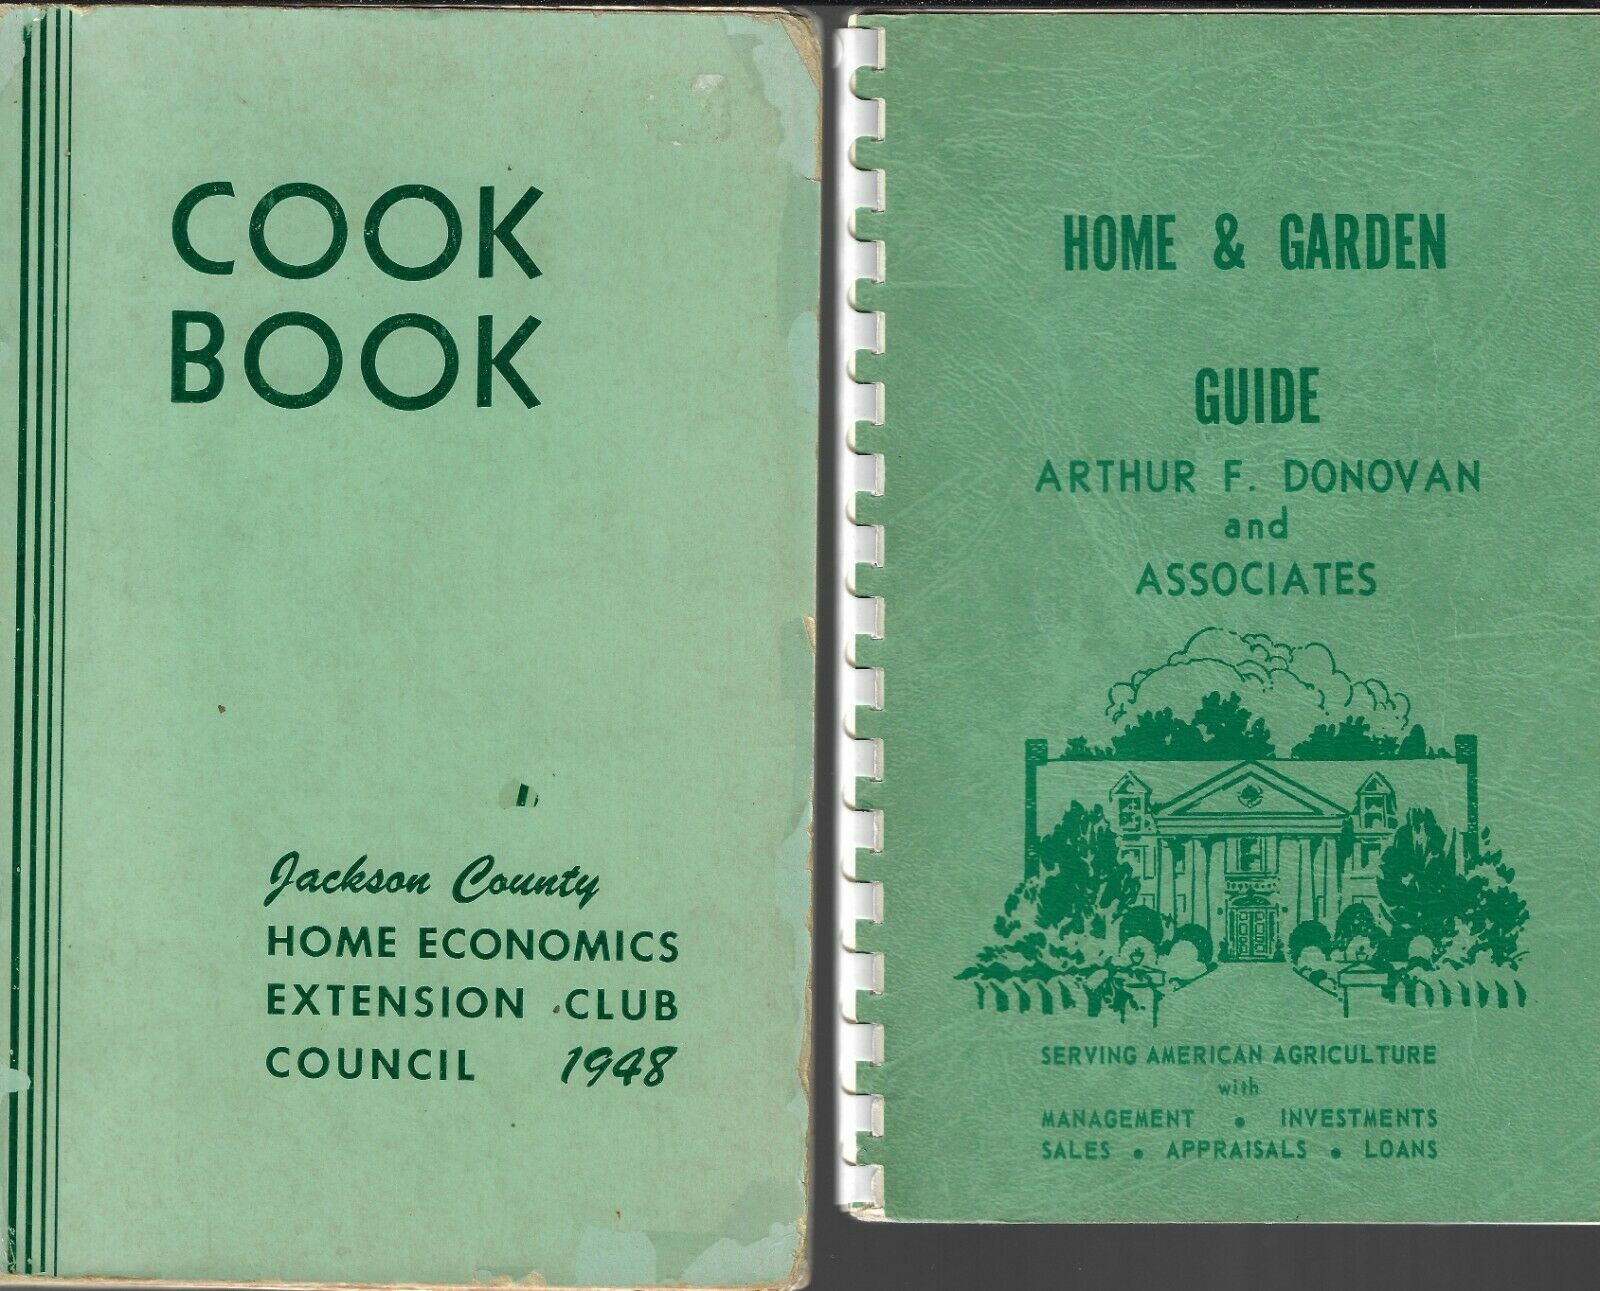 COOK
BOOK
Jackson County
HOME ECONOMICS
EXTENSION CLUB
COUNCIL 1948
HOME & GARDEN
GUIDE
ARTHUR F. DONOVAN
and
ASSOCIATES
SERVING AMERICAN AGRICULTURE
with
MANAGEMENT • INVESTMENTS
SALES • APPRAISALS • LOANS